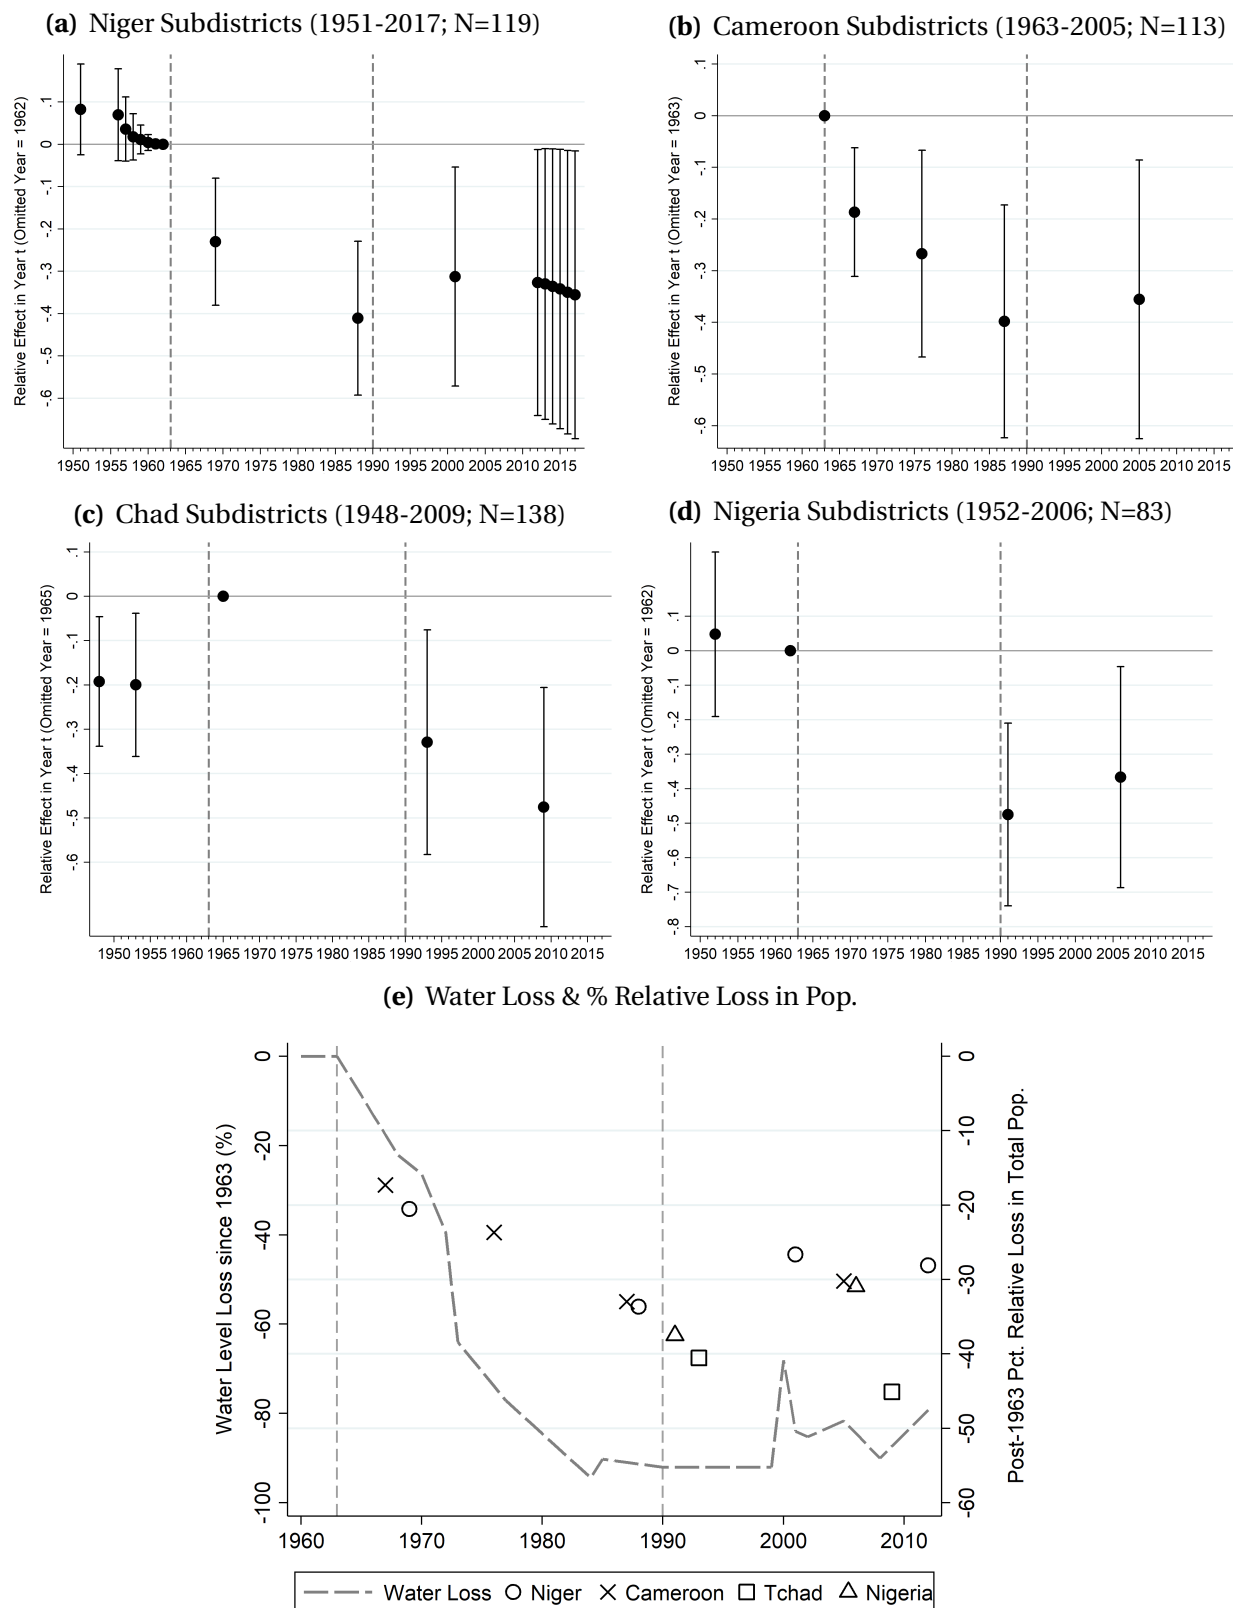 (a) Niger Subdistricts (1951-2017; N=119)
Relative Effect in Year t (Omitted Year = 1962)
.1
0
-.1
-.2
-.3
-.4
-.5
-.6
1950 1955 1960 1965 1970 1975 1980 1985 1990 1995 2000 2005 2010 2015
(b) Cameroon Subdistricts (1963-2005; N=113)
Relative Effect in Year t (Omitted Year = 1963)
.1
0
-.1
-.2
-.3
-.4
-.5
-.6
1950 1955 1960 1965 1970 1975 1980 1985 1990 1995 2000 2005 2010 2015
(c) Chad Subdistricts (1948-2009; N=138)
Relative Effect in Year t (Omitted Year = 1965)
.1
0
-.1
-.2
-.3
-.4
-.5
-.6
1950 1955 1960 1965 1970 1975 1980 1985 1990 1995 2000 2005 2010 2015
(d) Nigeria Subdistricts (1952-2006; N=83)
Relative Effect in Year t (Omitted Year = 1962)
.1
0
-.1
-.2
-.3
-.4
-.5
-.6
-.7
-.8
1950 1955 1960 1965 1970 1975 1980 1985 1990 1995 2000 2005 2010 2015
(e) Water Loss & % Relative Loss in Pop.
Water Level Loss since 1963 (%)
0
-20
-40
-60
-80
-100
Post-1963 Pct. Relative Loss in Total Pop.
0
-10
-20
-30
-40
-50
-60
1960 1970 1980 1990 2000 2010
Water Loss Niger Cameroon Tchad Nigeria